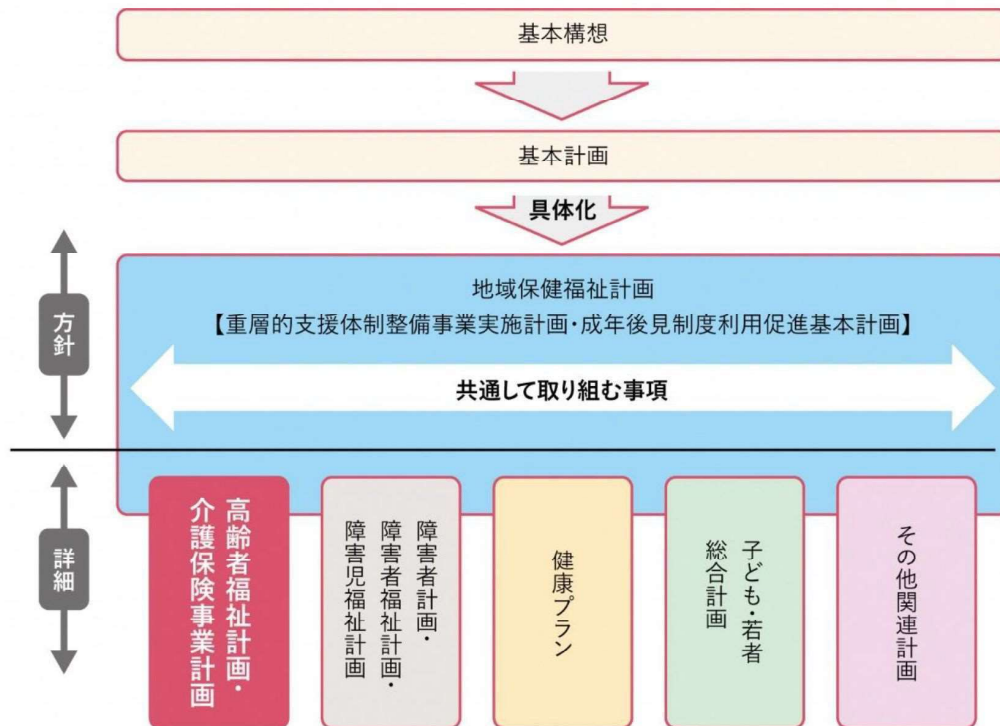 基本構想
基本計画
具体化
方針
地域保健福祉計画
【重層的支援体制整備事業実施計画・成年後見制度利用促進基本計画】
共通して取り組む事項
詳細
高齢者福祉計画・
介護保険事業計画
障害者計画・
障害者福祉計画・
障害児福祉計画
健康プラン
子ども・若者
総合計画
その他関連計画